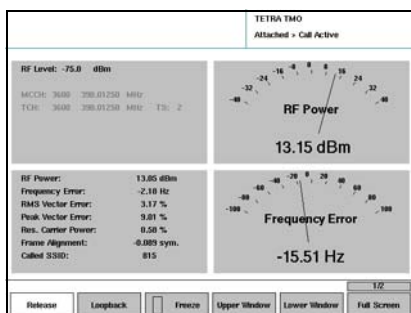 TETRA TMO
Attached > Call Active
RF Level: -75.0 dBm
MCCH: 3600 390.01250 MHz
TCH: 3600 390.01250 MHz TS: 2
-40 -32 -24 -16 -8 0 8 16 24 32 40
RF Power
13.15 dBm
RF Power: 13.05 dBm
Frequency Error: -2.10 Hz
RMS Vector Error: 3.17 %
Peak Vector Error: 9.01 %
Res. Carrier Power: 0.50 %
Frame Alignment: -0.089 sym.
Called SSID: 815
-100 -80 -60 -40 -20 0 20 40 60 80 100
Frequency Error
-15.51 Hz
1/2
Release Loopback Freeze Upper Window Lower Window Full Screen